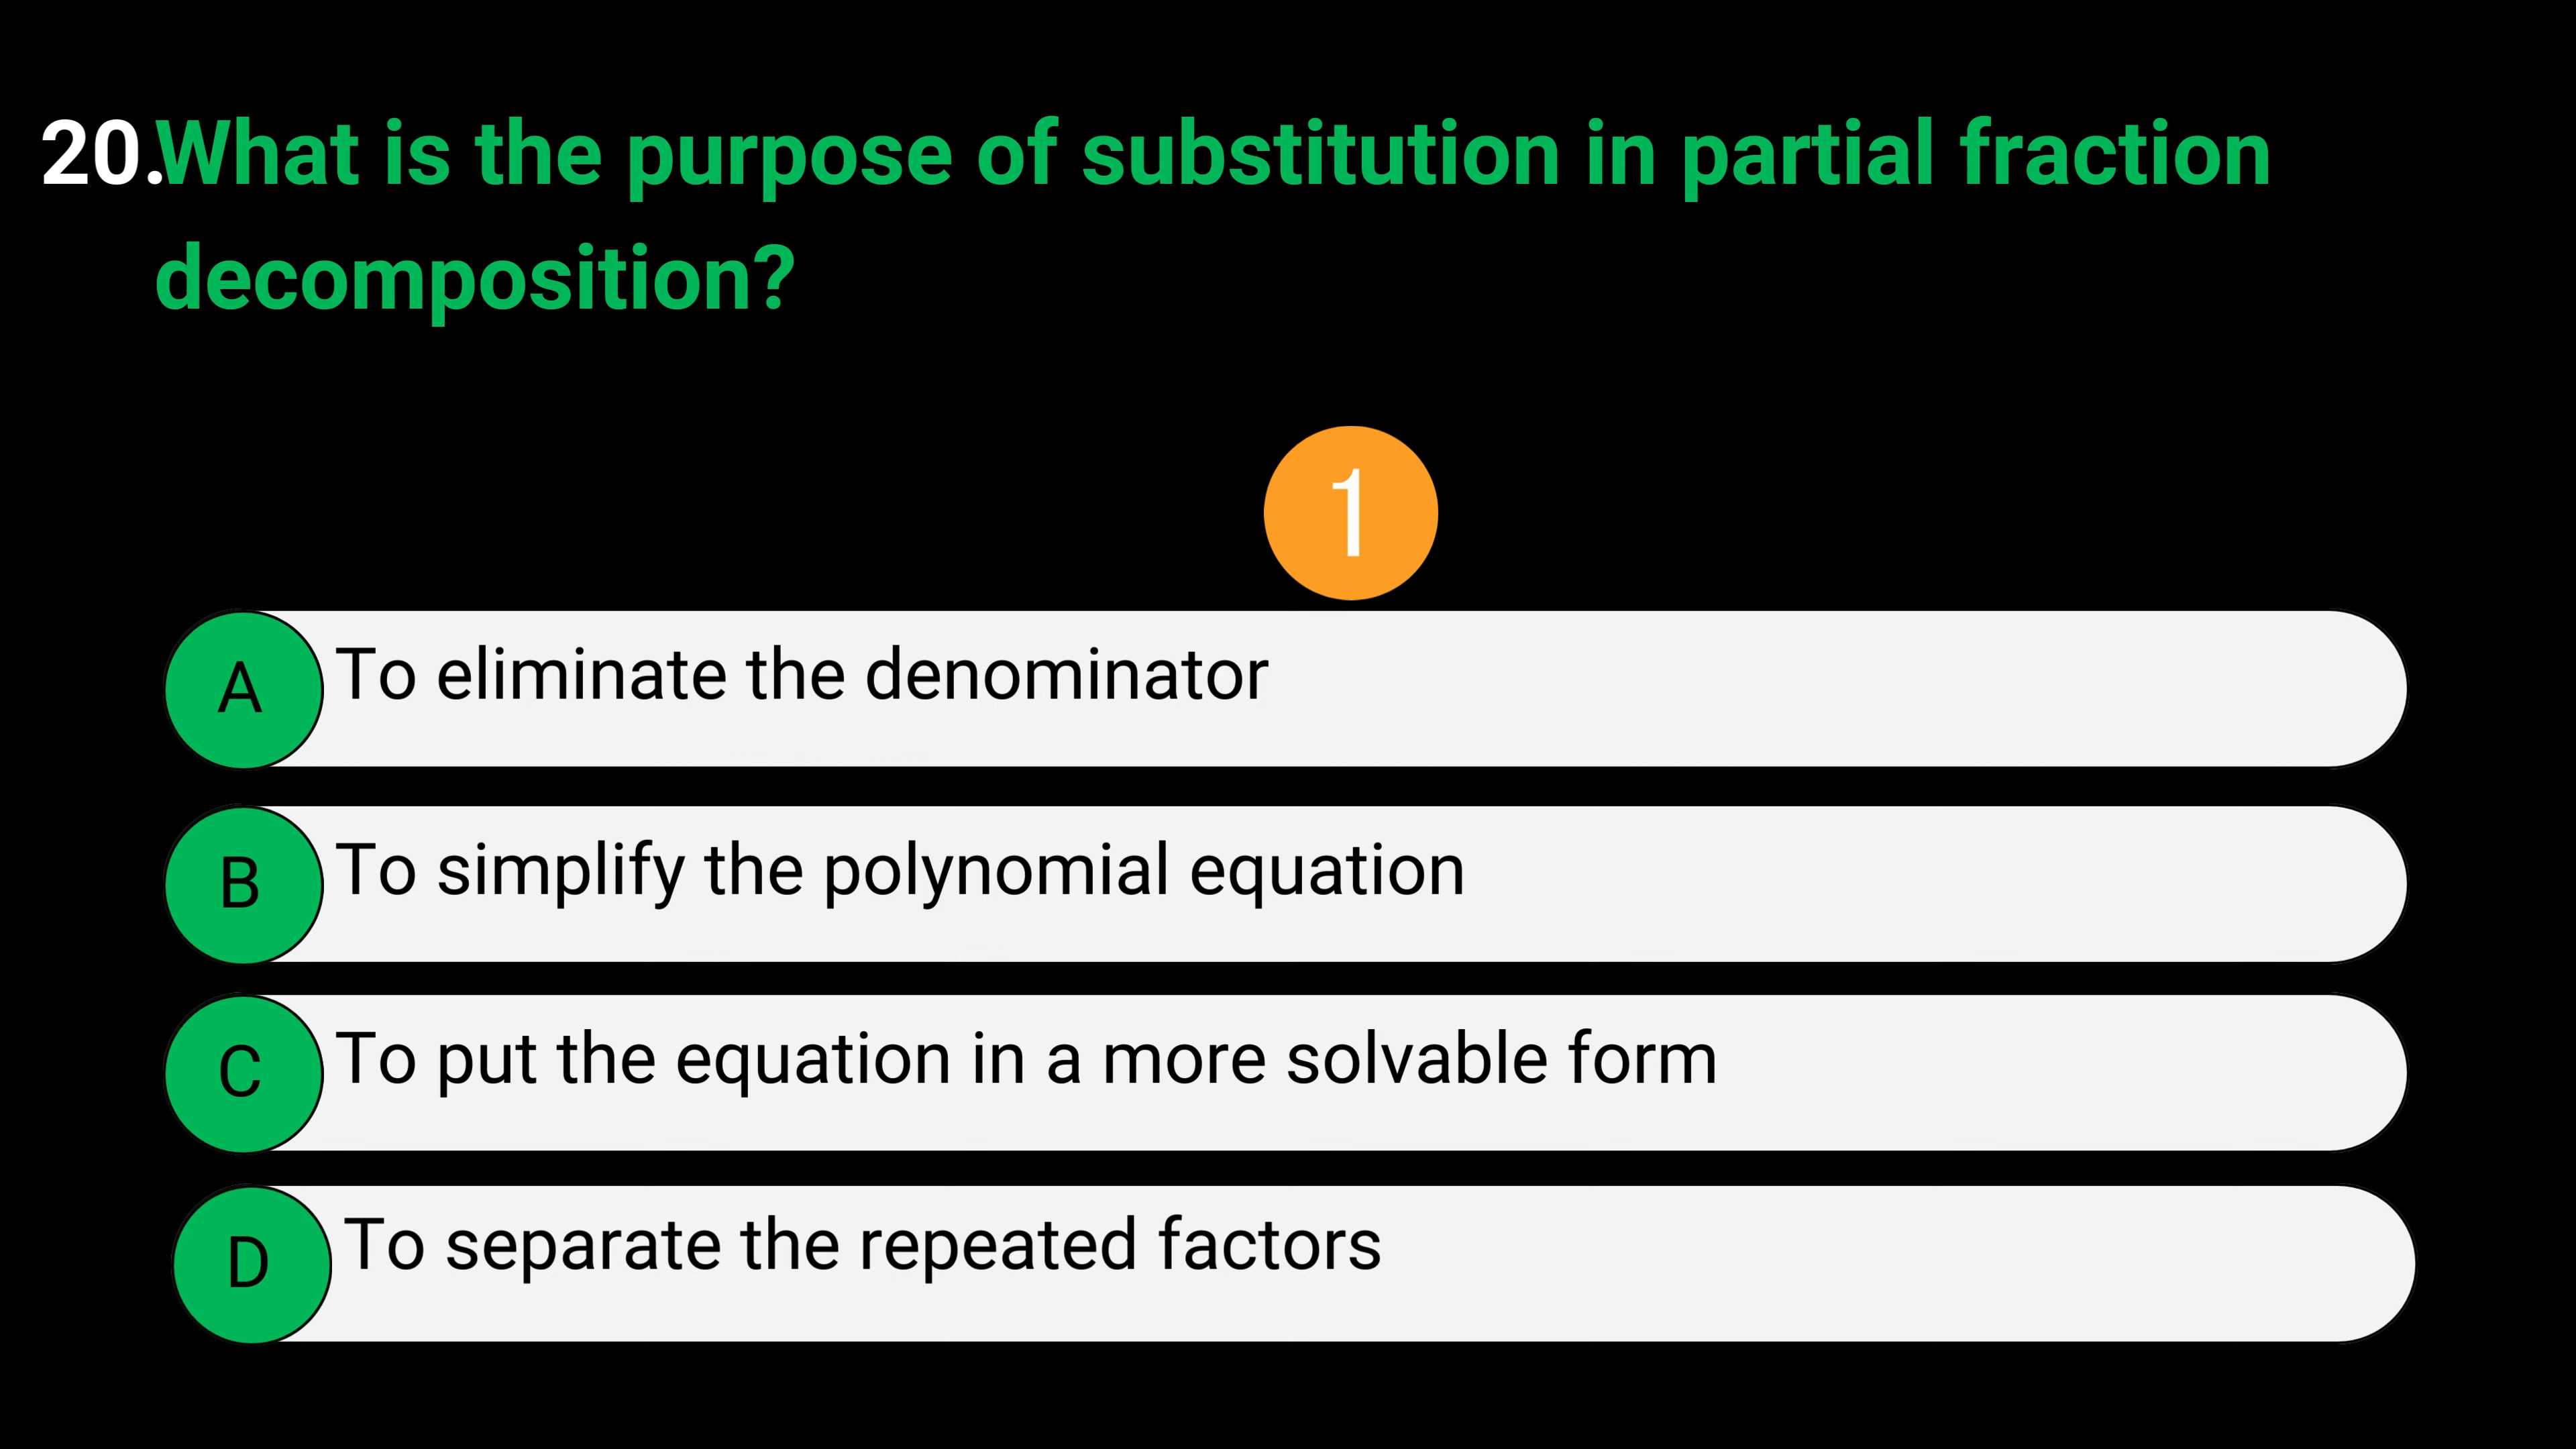 20.What is the purpose of substitution in partial fraction
decomposition?
1
A To eliminate the denominator
B To simplify the polynomial equation
C To put the equation in a more solvable form
D To separate the repeated factors